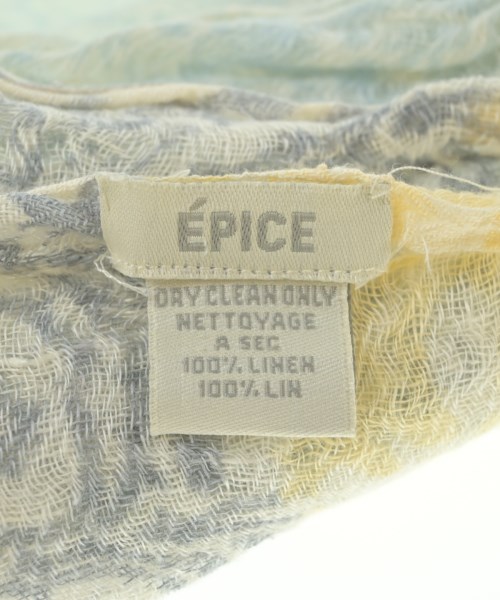 ÉPICE
DRY CLEAN ONLY
NETTOYAGE
A SEC
100% LINEN
100% LIN